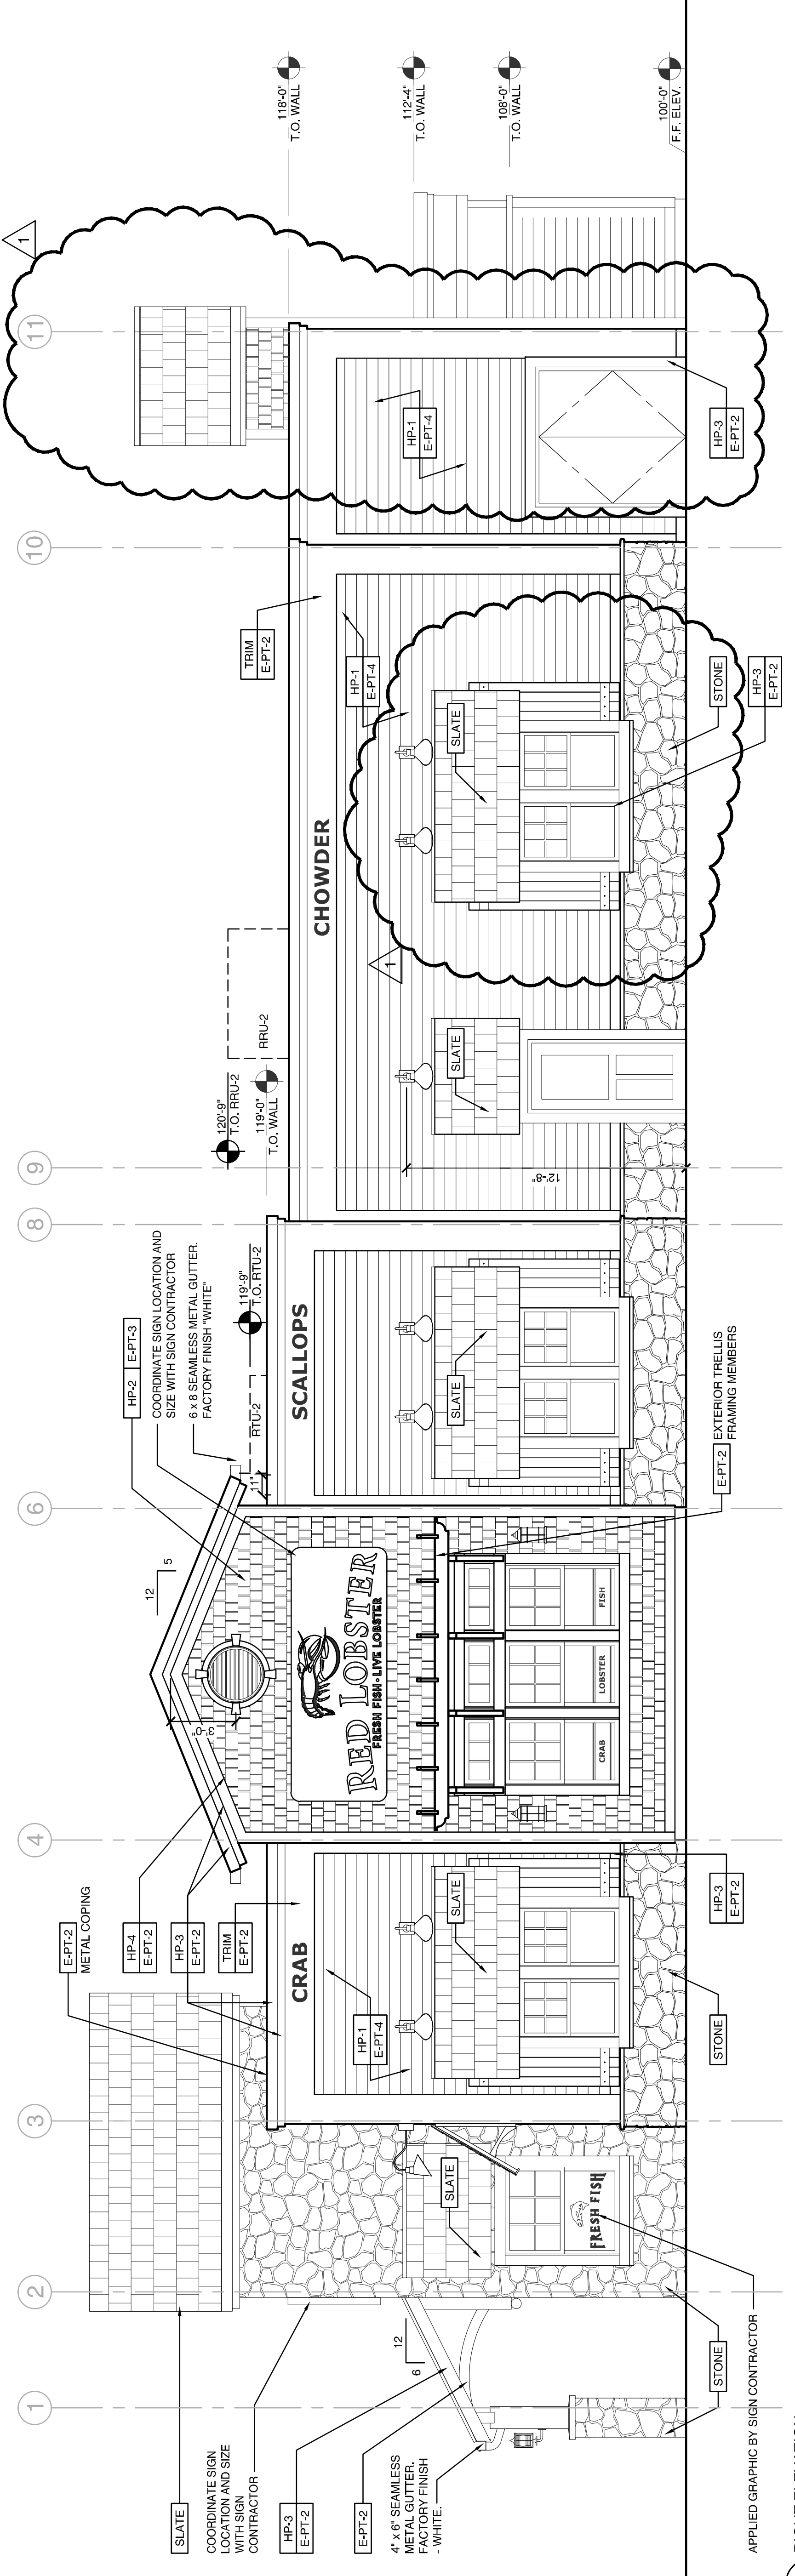 1
2
3
4
6
8
9
10
11
SLATE
COORDINATE SIGN
LOCATION AND SIZE
WITH SIGN
CONTRACTOR
HP-3
E-PT-2
E-PT-2
4" x 6" SEAMLESS
METAL GUTTER.
FACTORY FINISH
- WHITE.
12
6
STONE
APPLIED GRAPHIC BY SIGN CONTRACTOR
SLATE
FRESH FISH
E-PT-2
METAL COPING
HP-4
E-PT-2
HP-3
E-PT-2
TRIM
E-PT-2
CRAB
HP-1
E-PT-4
SLATE
STONE
HP-3
E-PT-2
3'-0"
12
5
RED LOBSTER
FRESH FISH • LIVE LOBSTER
CRAB
LOBSTER
FISH
HP-2 E-PT-3
COORDINATE SIGN LOCATION AND
SIZE WITH SIGN CONTRACTOR
6 x 8 SEAMLESS METAL GUTTER.
FACTORY FINISH "WHITE"
11"
RTU-2
119'-9"
T.O. RTU-2
SCALLOPS
SLATE
E-PT-2
EXTERIOR TRELLIS
FRAMING MEMBERS
120'-9"
T.O. RRU-2
119'-0"
T.O. WALL
RRU-2
12'-8"
SLATE
CHOWDER
1
TRIM
E-PT-2
HP-1
E-PT-4
SLATE
STONE
HP-3
E-PT-2
1
HP-1
E-PT-4
HP-3
E-PT-2
118'-0"
T.O. WALL
112'-4"
T.O. WALL
108'-0"
T.O. WALL
100'-0"
F.F. ELEV.